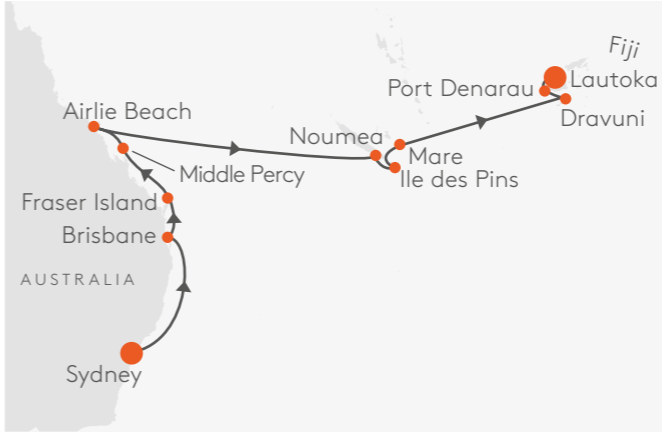 Fiji
Port Denarau
Lautoka
Dravuni
Airlie Beach
Noumea
Mare
Ile des Pins
Middle Percy
Fraser Island
Brisbane
AUSTRALIA
Sydney